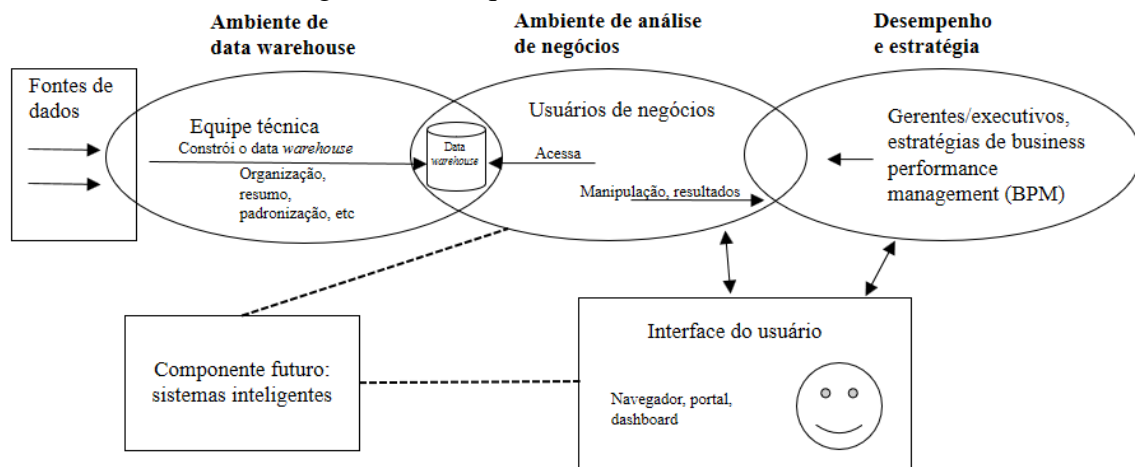 Ambiente de
data warehouse
Ambiente de análise
de negócios
Desempenho
e estratégia
Fontes de
dados
Equipe técnica
Constrói o data warehouse
Organização,
resumo,
padronização, etc
Data
warehouse
Usuários de negócios
Acessa
Manipulação, resultados
Gerentes/executivos,
estratégias de business
performance
management (BPM)
Componente futuro:
sistemas inteligentes
Interface do usuário
Navegador, portal,
dashboard